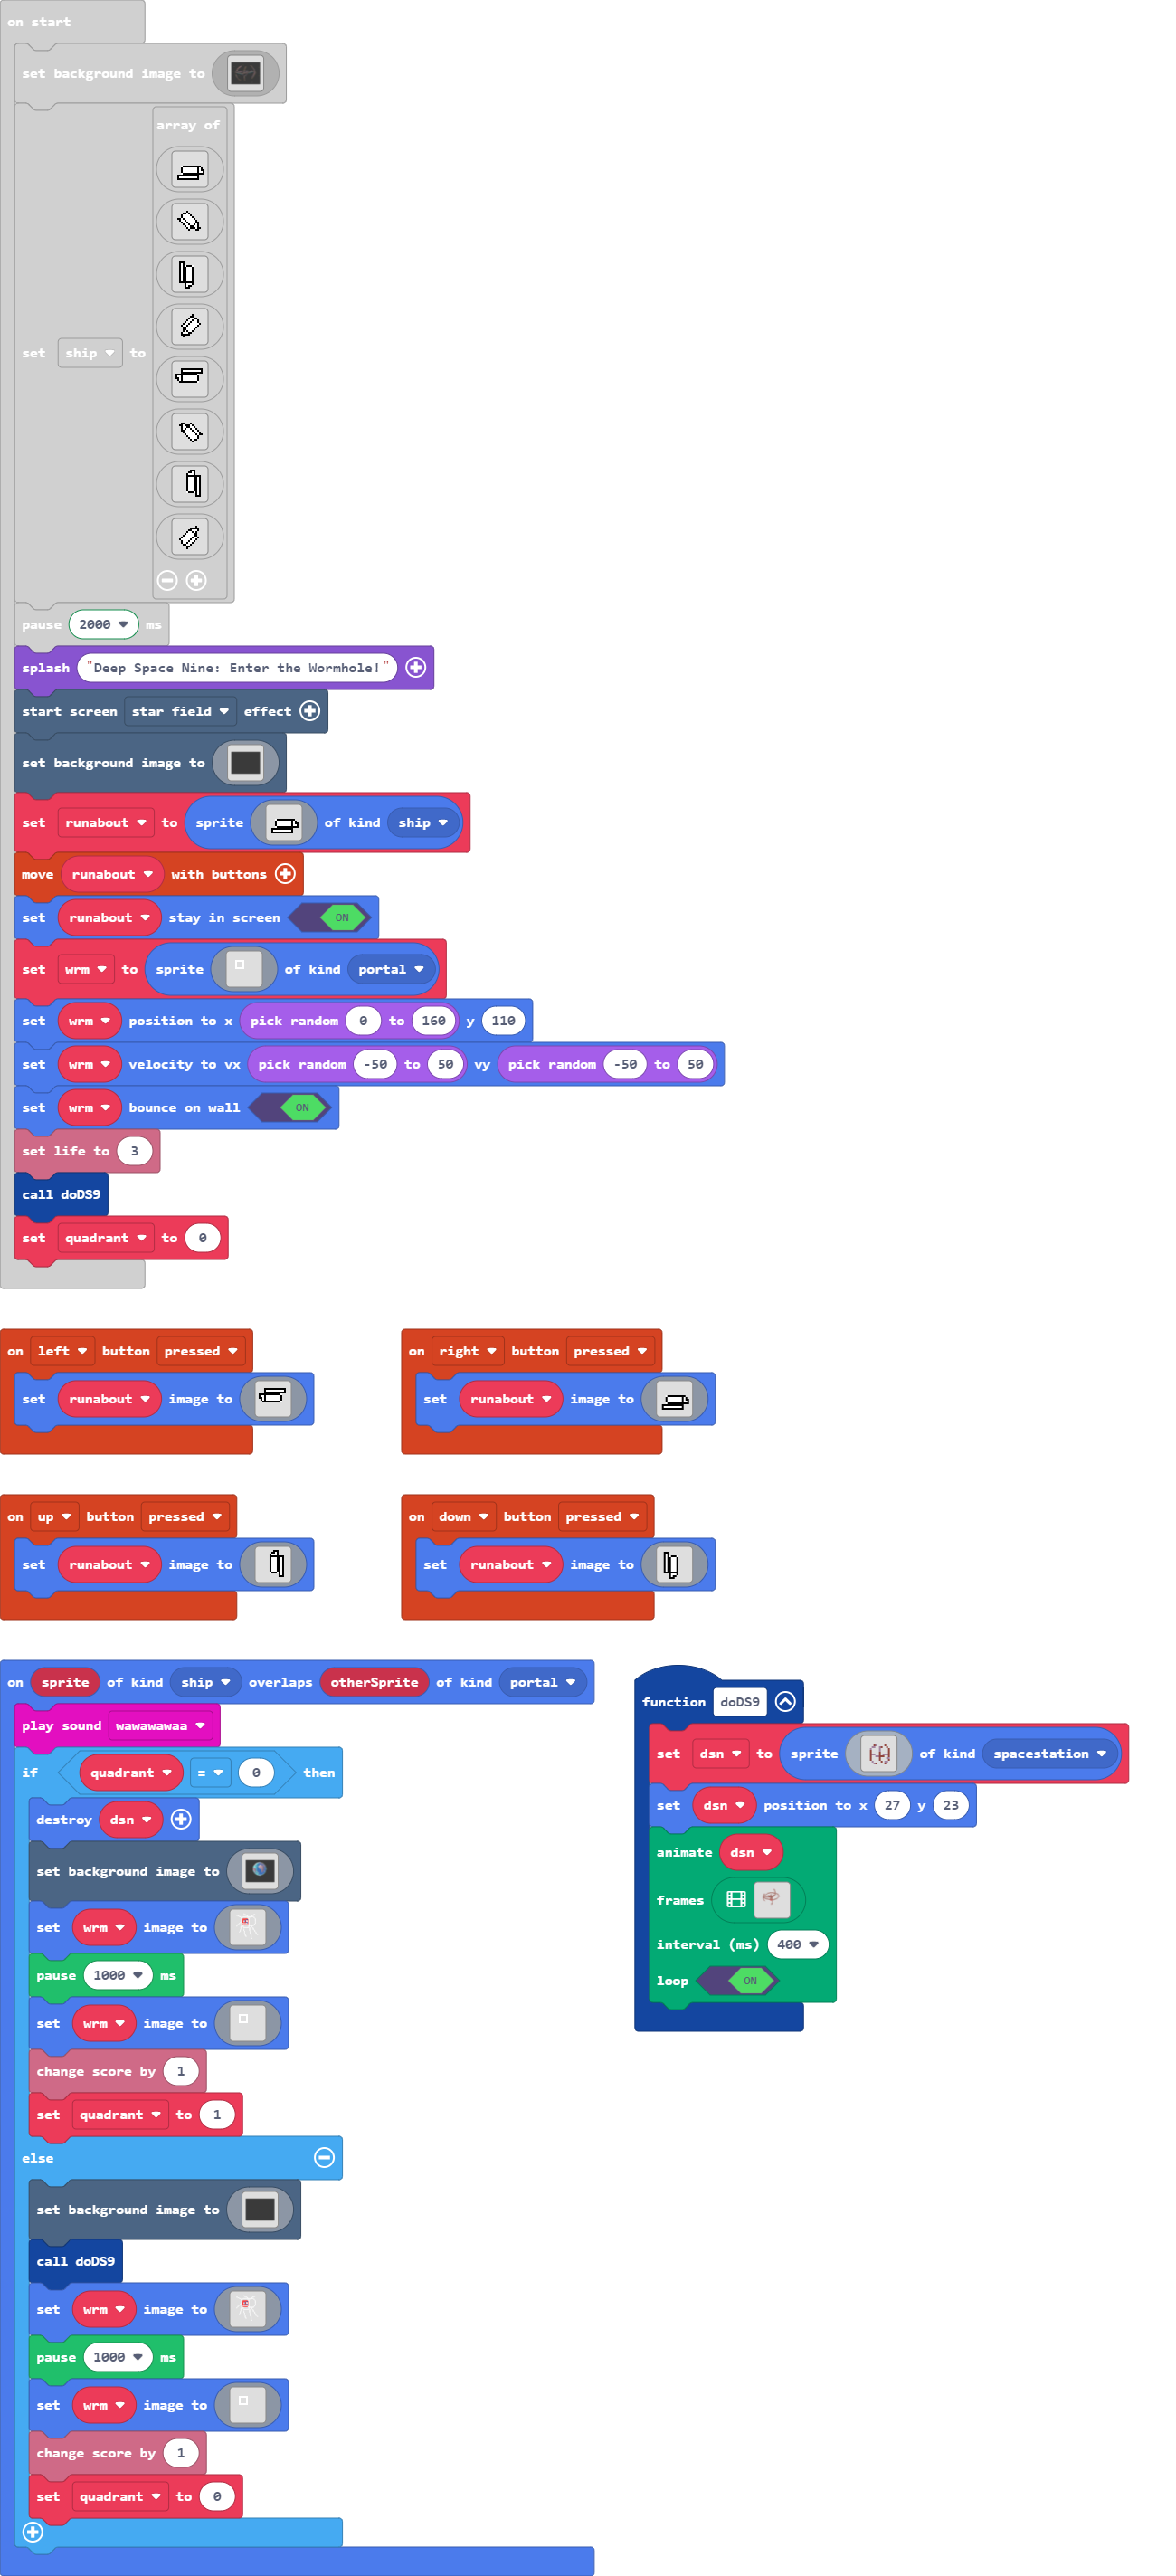 on start
set background image to
array of
set ship to
pause 2000 ms
splash "Deep Space Nine: Enter the Wormhole!"
start screen star field effect
set background image to
set runabout to sprite of kind ship
move runabout with buttons
set runabout stay in screen ON
set wrm to sprite of kind portal
set wrm position to x pick random 0 to 160 y 110
set wrm velocity to vx pick random -50 to 50 vy pick random -50 to 50
set wrm bounce on wall ON
set life to 3
call doDS9
set quadrant to 0
on left button pressed
set runabout image to
on right button pressed
set runabout image to
on up button pressed
set runabout image to
on down button pressed
set runabout image to
on sprite of kind ship overlaps otherSprite of kind portal
play sound wawawawaa
if quadrant = 0 then
destroy dsn
set background image to
set wrm image to
pause 1000 ms
set wrm image to
change score by 1
set quadrant to 1
else
set background image to
call doDS9
set wrm image to
pause 1000 ms
set wrm image to
change score by 1
set quadrant to 0
function doDS9
set dsn to sprite of kind spacestation
set dsn position to x 27 y 23
animate dsn
frames
interval (ms) 400
loop ON